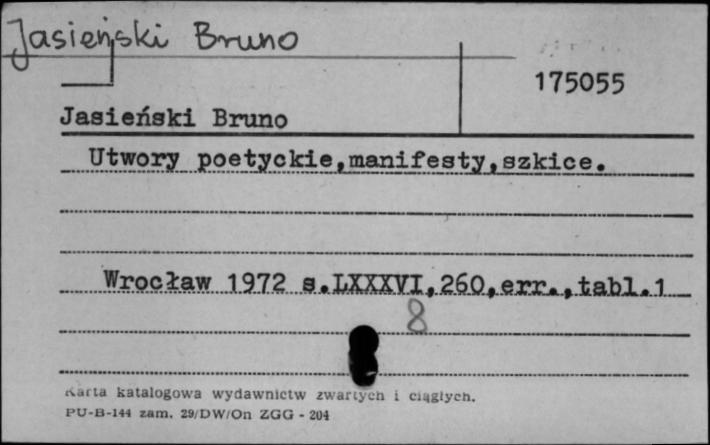 Jasieński Bruno
175055
Jasieński Bruno
Utwory poetyckie,manifesty,szkice.
Wrocław 1972 s.LXXXVI,260,err.,tabl.1
8
Karta katalogowa wydawnictw zwartych i ciągłych.
PU-B-144 zam. 29/DW/On ZGG - 204